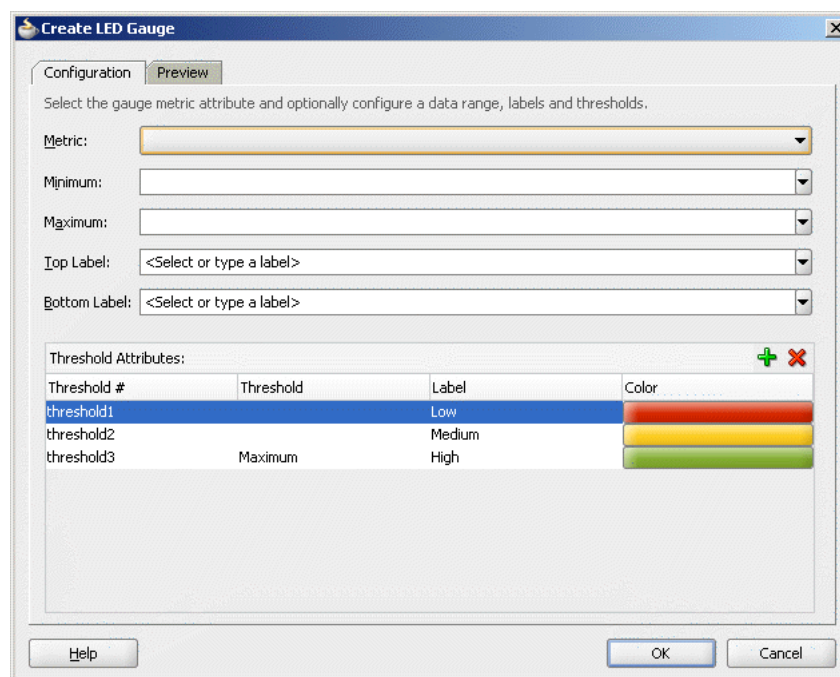 Create LED Gauge
Configuration Preview
Select the gauge metric attribute and optionally configure a data range, labels and thresholds.
Metric:
Minimum:
Maximum:
Top Label: <Select or type a label>
Bottom Label: <Select or type a label>
Threshold Attributes:
Threshold # Threshold Label Color
threshold1 Low
threshold2 Medium
threshold3 Maximum High
Help OK Cancel